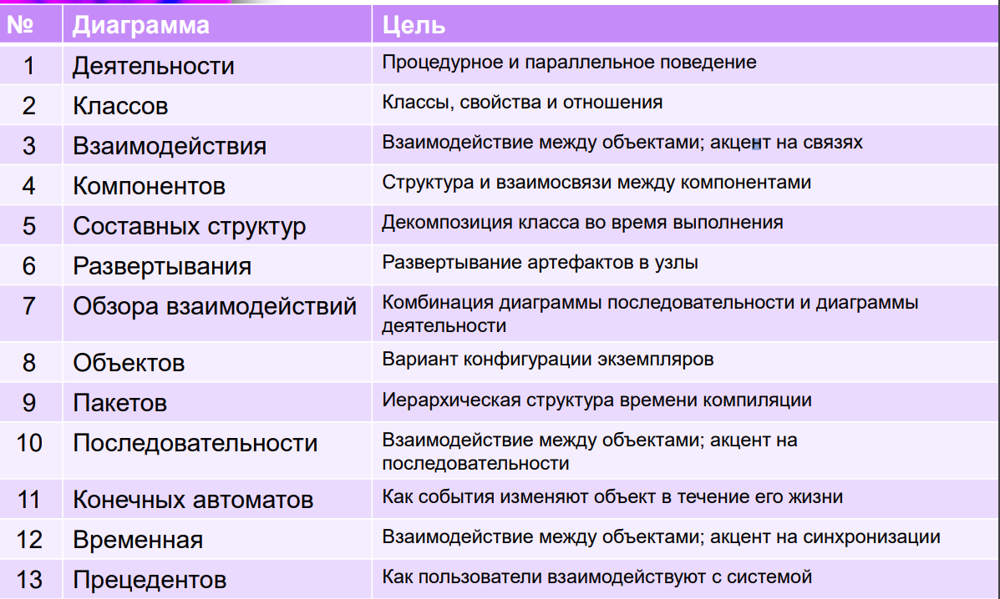 № Диаграмма Цель
1 Деятельности Процедурное и параллельное поведение
2 Классов Классы, свойства и отношения
3 Взаимодействия Взаимодействие между объектами; акцент на связях
4 Компонентов Структура и взаимосвязи между компонентами
5 Составных структур Декомпозиция класса во время выполнения
6 Развертывания Развертывание артефактов в узлы
7 Обзора взаимодействий Комбинация диаграммы последовательности и диаграммы
деятельности
8 Объектов Вариант конфигурации экземпляров
9 Пакетов Иерархическая структура времени компиляции
10 Последовательности Взаимодействие между объектами; акцент на
последовательности
11 Конечных автоматов Как события изменяют объект в течение его жизни
12 Временная Взаимодействие между объектами; акцент на синхронизации
13 Прецедентов Как пользователи взаимодействуют с системой